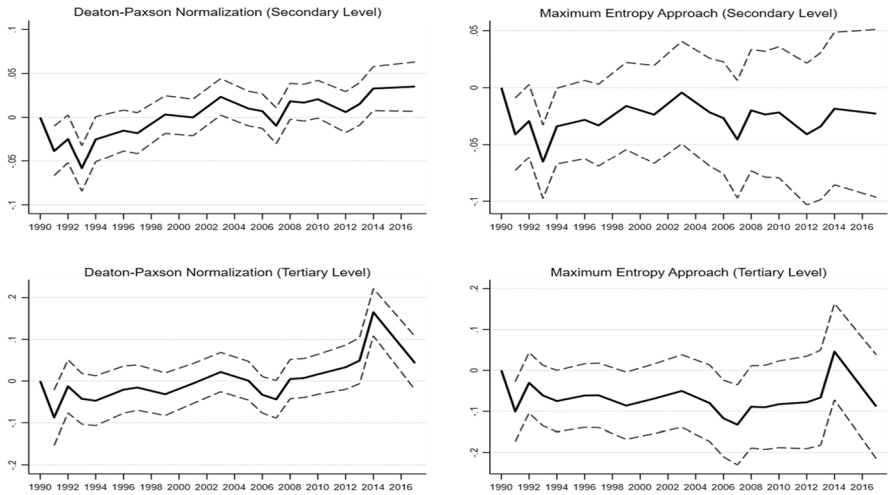 Deaton-Paxson Normalization (Secondary Level)
.1
.05
0
-.05
-.1
1990 1992 1994 1996 1998 2000 2002 2004 2006 2008 2010 2012 2014 2016
Maximum Entropy Approach (Secondary Level)
.05
0
-.05
-.1
1990 1992 1994 1996 1998 2000 2002 2004 2006 2008 2010 2012 2014 2016
Deaton-Paxson Normalization (Tertiary Level)
.2
.1
0
-.1
-.2
1990 1992 1994 1996 1998 2000 2002 2004 2006 2008 2010 2012 2014 2016
Maximum Entropy Approach (Tertiary Level)
.2
.1
0
-.1
-.2
1990 1992 1994 1996 1998 2000 2002 2004 2006 2008 2010 2012 2014 2016